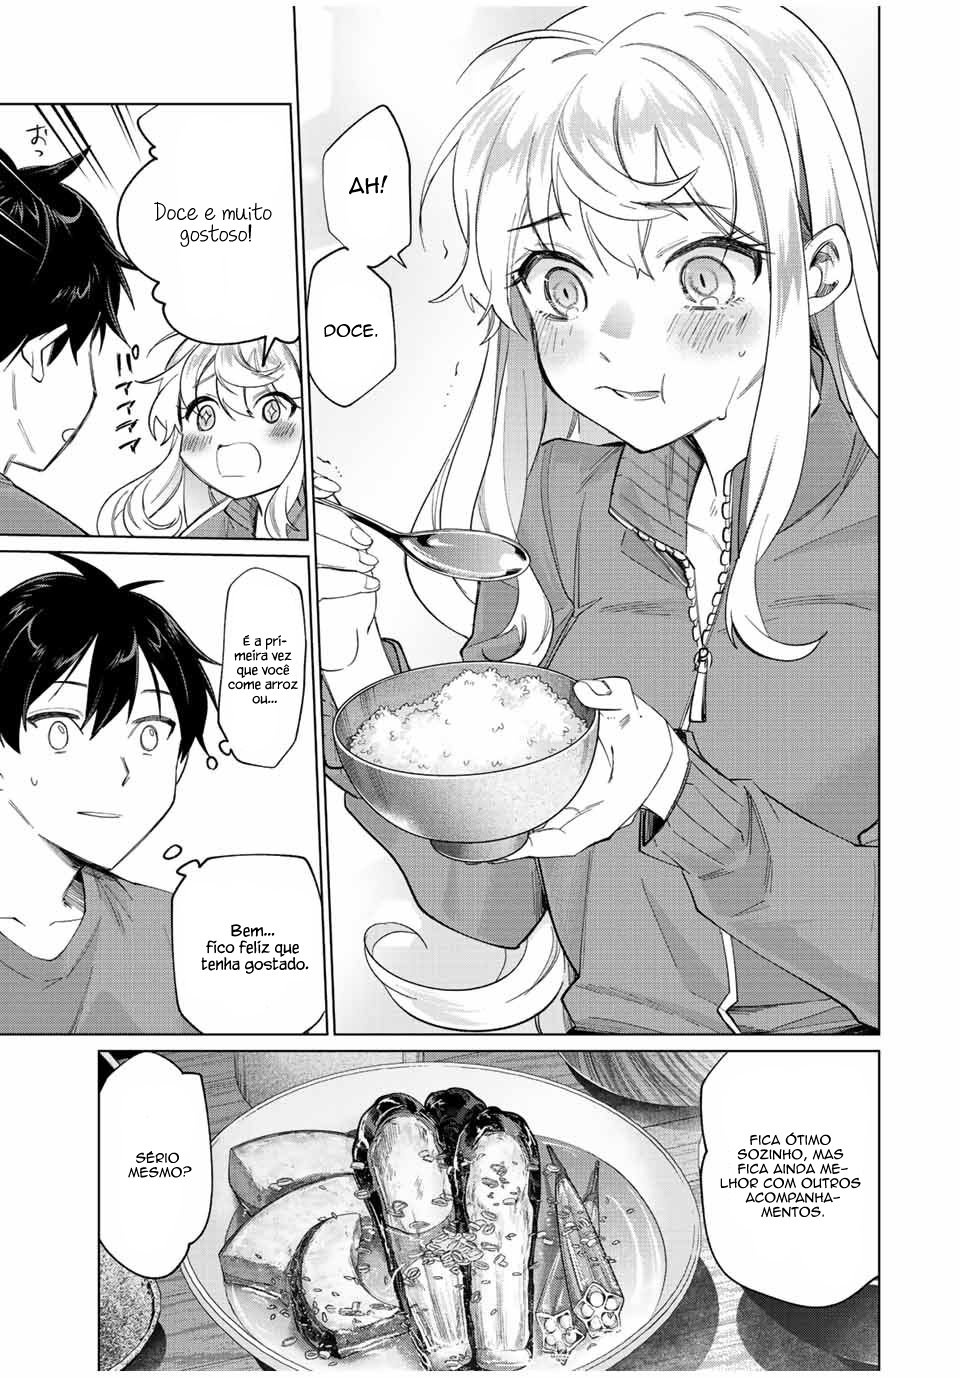 AH!
DOCE.
Doce e muito
gostoso!
おっ
パァァァ
É a pri-
meira vez
que você
come arroz
ou...
Bem...
fico feliz que
tenha gostado.
FICA ÓTIMO
SOZINHO, MAS
FICA AINDA ME-
LHOR COM OUTROS
ACOMPANHA-
MENTOS.
SÉRIO
MESMO?